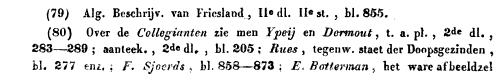 (79) Alg. Beschrijv. van Friesland, IIe dl. IIe st., bl. 855.
(80) Over de Collegianten zie men Ypeij en Dermout, t. a. pl., 2de dl.,
283—289; aanteek., 2de dl., bl. 205; Rues, tegenw. staet der Doopsgezinden,
bl. 277 enz.; F. Sjoerds, bl. 858—873; E. Botterman, het ware afbeeldzel